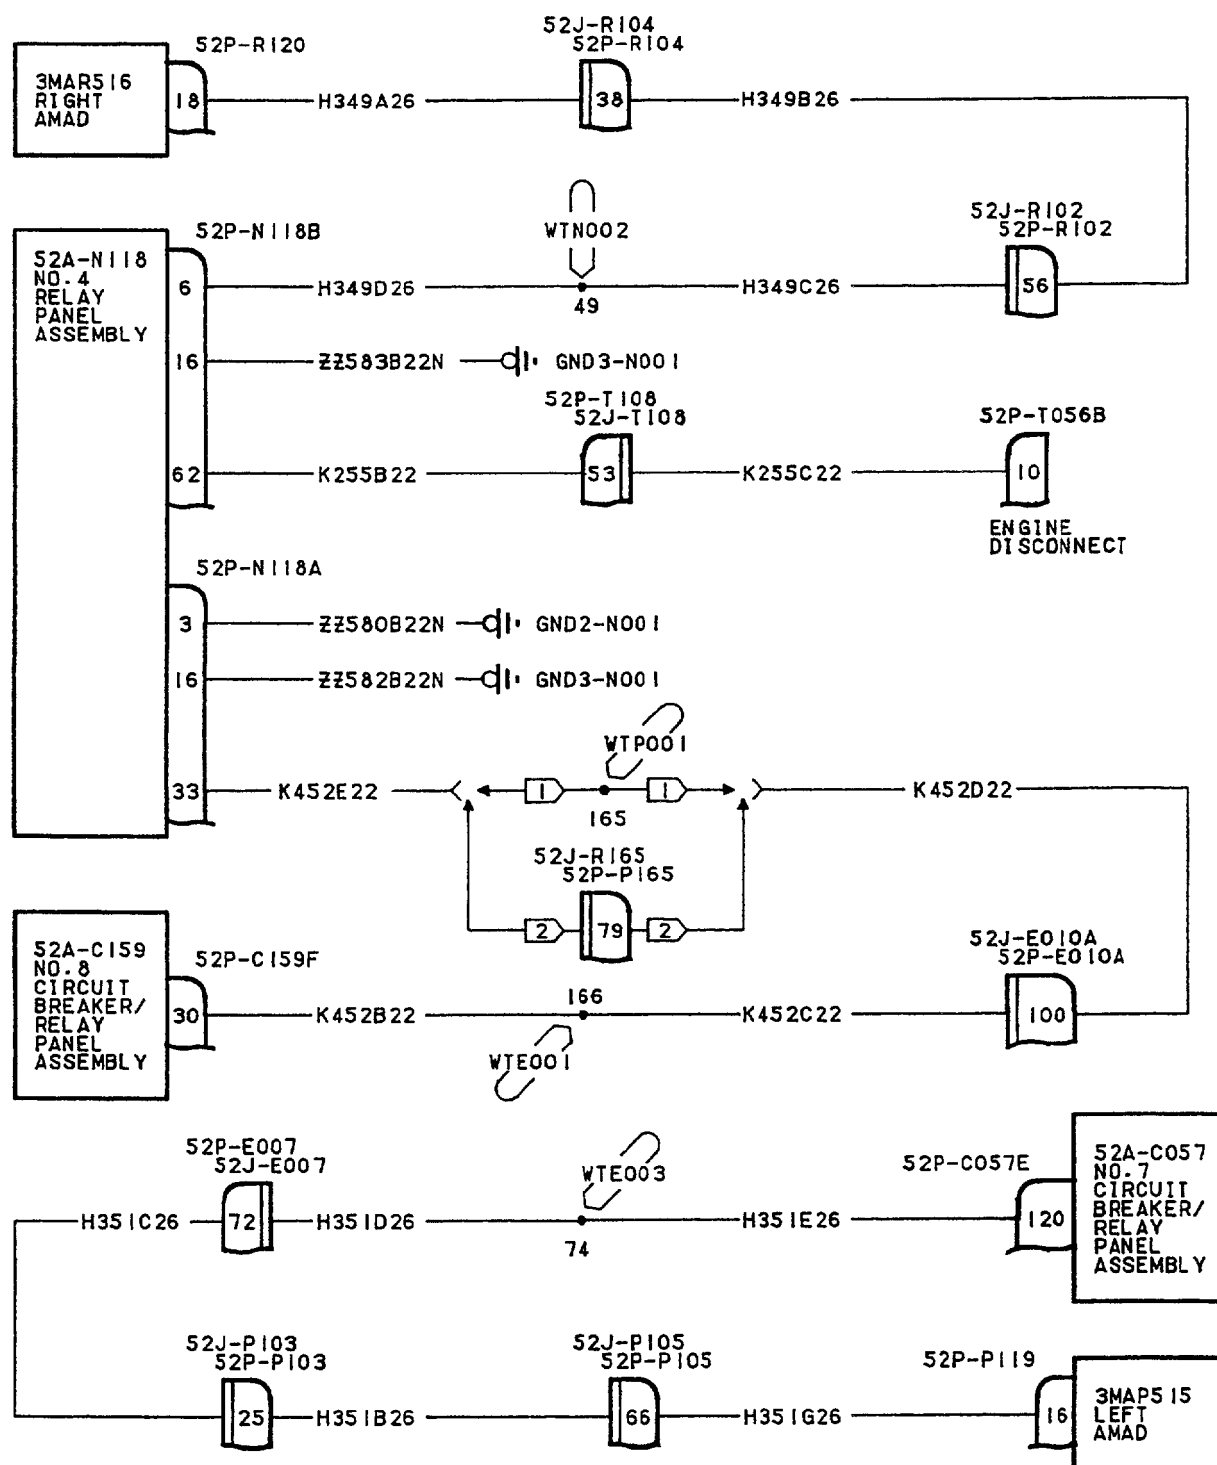 52J-R104
52P-R120
52P-R104
3MAR516
RIGHT
AMAD
18
H349A26
38
H349B26
52J-R102
52P-R102
52P-N118B
WTN002
52A-N118
NO.4
RELAY
PANEL
ASSEMBLY
6
H349D26
49
H349C26
56
16
ZZ583B22N
GND3-N001
52P-T108
52J-T108
52P-T056B
62
K255B22
53
K255C22
10
ENGINE
DISCONNECT
52P-N118A
3
ZZ580B22N
GND2-N001
16
ZZ582B22N
GND3-N001
WTP001
33
K452E22
1
1
K452D22
165
52J-R165
52P-P165
2
79
2
52A-C159
NO.8
CIRCUIT
BREAKER/
RELAY
PANEL
ASSEMBLY
52P-C159F
52J-E010A
52P-E010A
30
K452B22
166
K452C22
100
WTE001
52P-E007
52J-E007
WTE003
52P-C057E
52A-C057
NO.7
CIRCUIT
BREAKER/
RELAY
PANEL
ASSEMBLY
H351C26
72
H351D26
74
H351E26
120
52J-P103
52P-P103
52J-P105
52P-P105
52P-P119
25
H351B26
66
H351G26
16
3MAP515
LEFT
AMAD